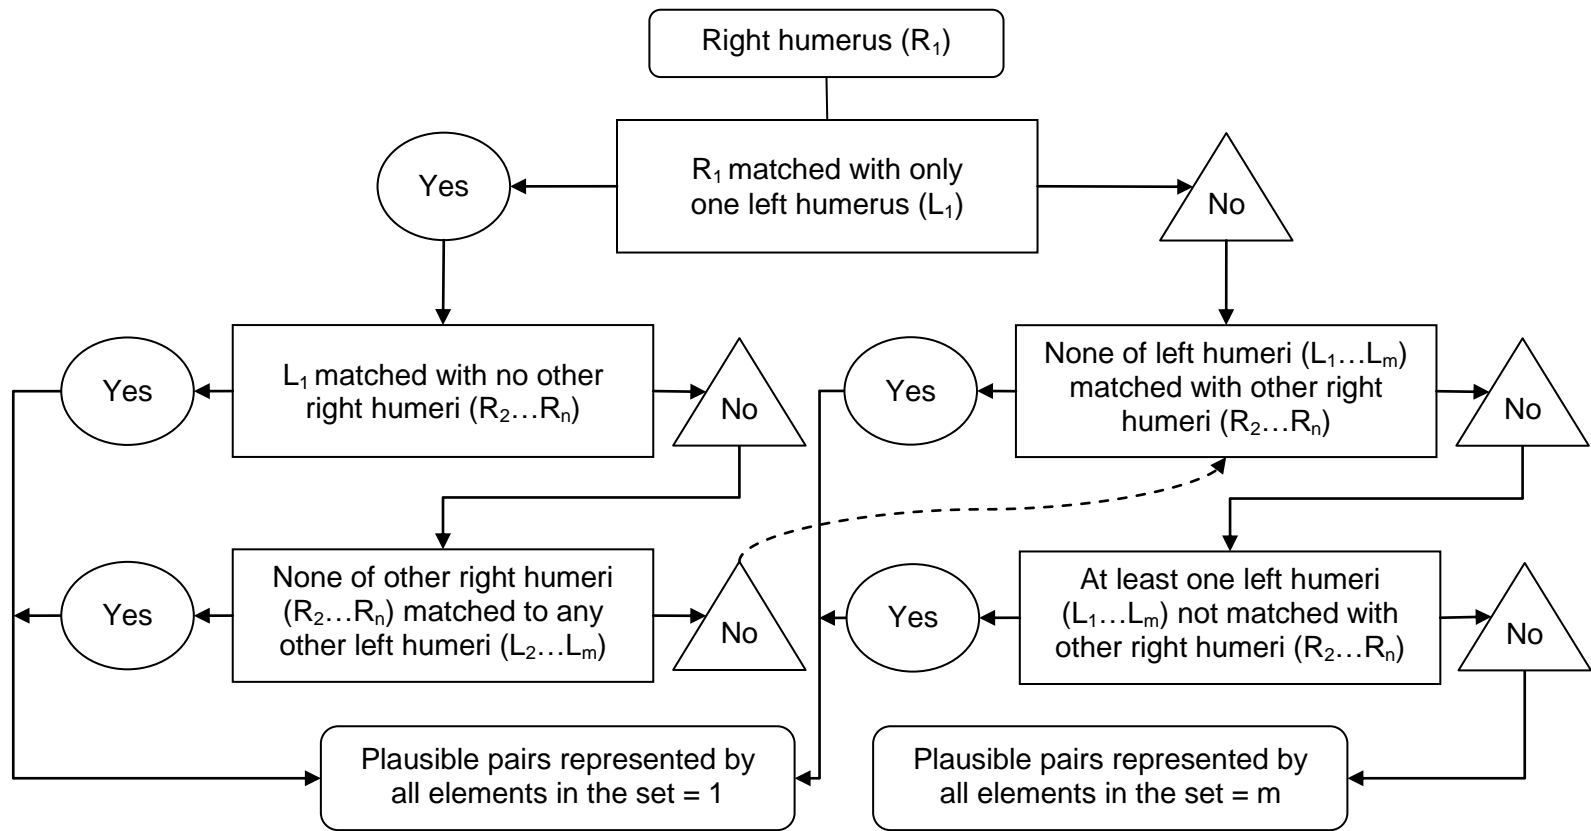 Right humerus (R₁)
R₁ matched with only
one left humerus (L₁)
Yes
No
Yes
L₁ matched with no other
right humeri (R₂…Rₙ)
No
Yes
None of left humeri (L₁…Lₘ)
matched with other right
humeri (R₂…Rₙ)
No
Yes
None of other right humeri
(R₂…Rₙ) matched to any
other left humeri (L₂…Lₘ)
No
Yes
At least one left humeri
(L₁…Lₘ) not matched with
other right humeri (R₂…Rₙ)
No
Plausible pairs represented by
all elements in the set = 1
Plausible pairs represented by
all elements in the set = m